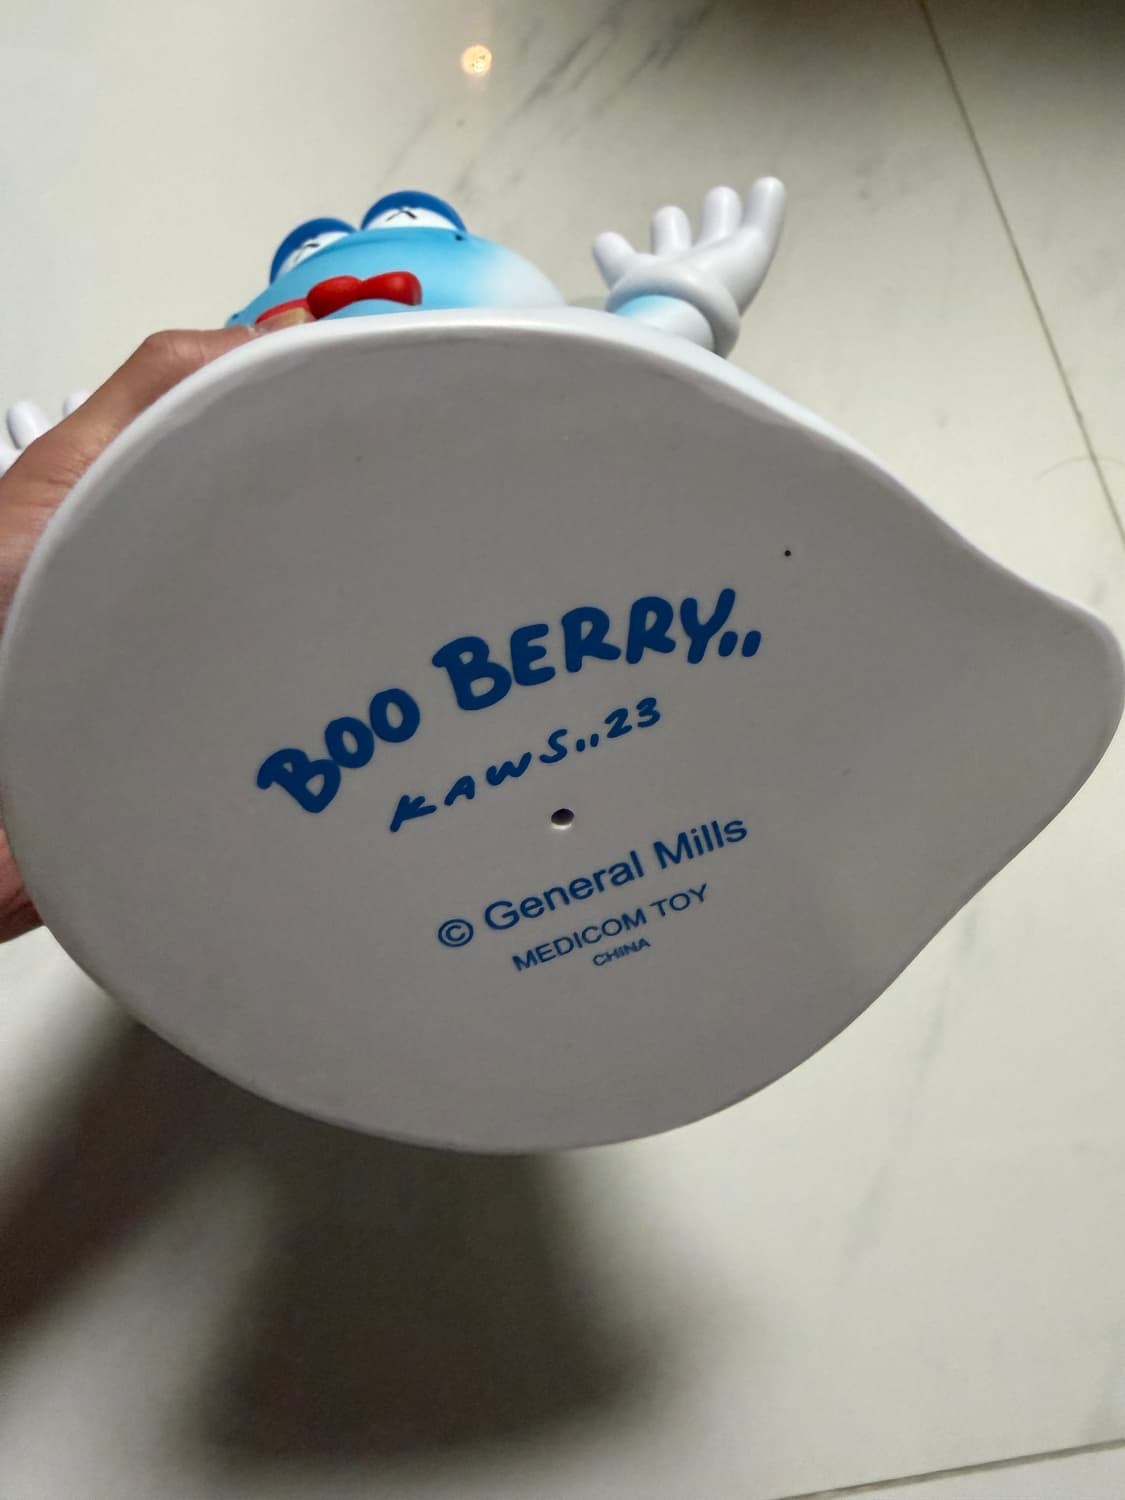 BOO BERRY,,
KAWS,,23
© General Mills
MEDICOM TOY
CHINA